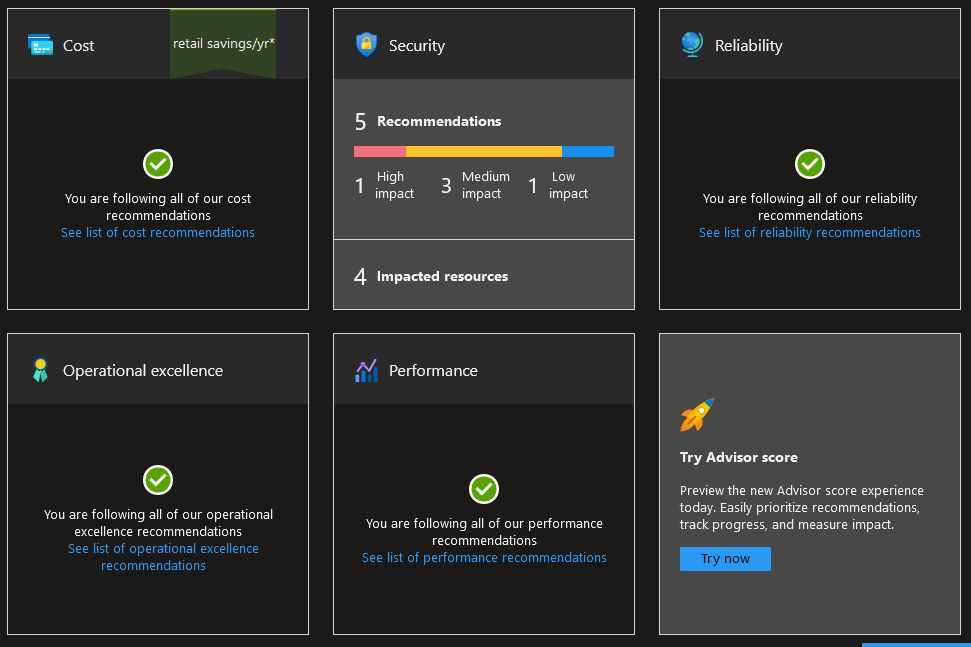 Cost
retail savings/yr*
You are following all of our cost
recommendations
See list of cost recommendations
Security
5 Recommendations
1 High impact
3 Medium impact
1 Low impact
4 Impacted resources
Reliability
You are following all of our reliability
recommendations
See list of reliability recommendations
Operational excellence
You are following all of our operational
excellence recommendations
See list of operational excellence
recommendations
Performance
You are following all of our performance
recommendations
See list of performance recommendations
Try Advisor score
Preview the new Advisor score experience
today. Easily prioritize recommendations,
track progress, and measure impact.
Try now